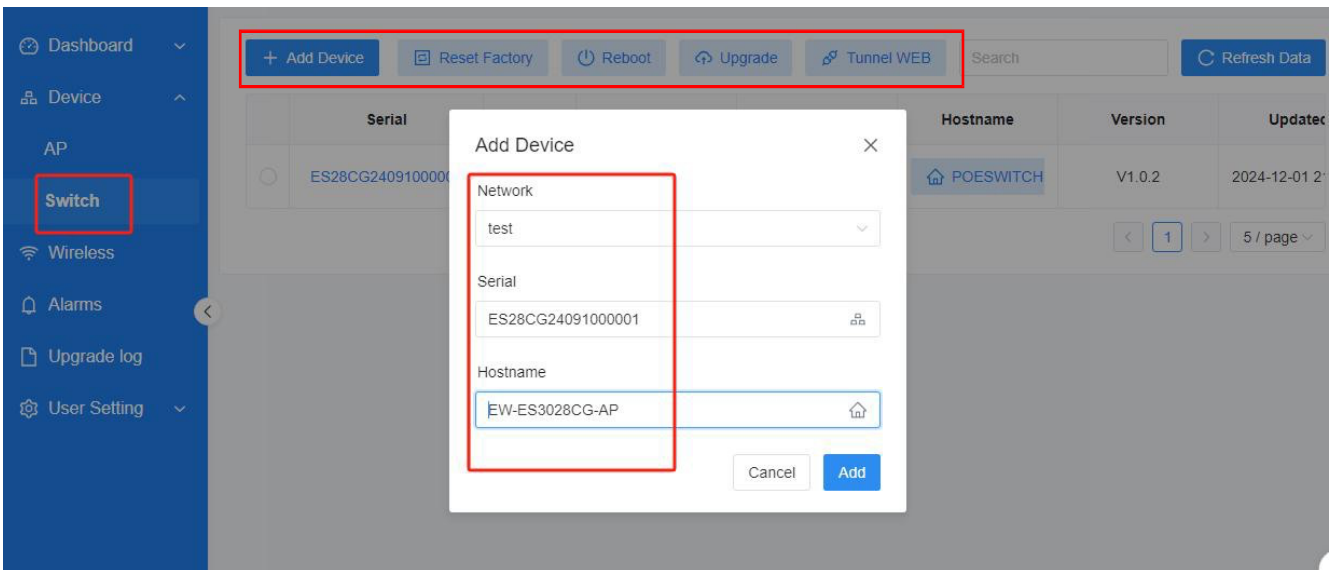 Dashboard
Device
AP
Switch
Wireless
Alarms
Upgrade log
User Setting
+ Add Device Reset Factory Reboot Upgrade Tunnel WEB Search Refresh Data
Serial Hostname Version Updated
ES28CG2409100000 POESWITCH V1.0.2 2024-12-01 2
< 1 > 5 / page
Add Device
Network
test
Serial
ES28CG24091000001
Hostname
EW-ES3028CG-AP
Cancel Add